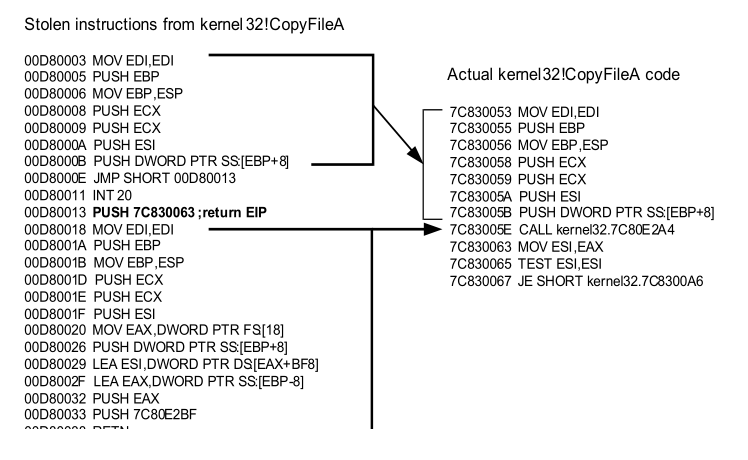 Stolen instructions from kernel32!CopyFileA
00D80003 MOV EDI,EDI
00D80005 PUSH EBP
00D80006 MOV EBP,ESP
00D80008 PUSH ECX
00D80009 PUSH ECX
00D8000A PUSH ESI
00D8000B PUSH DWORD PTR SS:[EBP+8]
00D8000E JMP SHORT 00D80013
00D80011 INT 20
00D80013 PUSH 7C830063 ;return EIP
00D80018 MOV EDI,EDI
00D8001A PUSH EBP
00D8001B MOV EBP,ESP
00D8001D PUSH ECX
00D8001E PUSH ECX
00D8001F PUSH ESI
00D80020 MOV EAX,DWORD PTR FS[18]
00D80026 PUSH DWORD PTR SS:[EBP+8]
00D80029 LEA ESI,DWORD PTR DS[EAX+BF8]
00D8002F LEA EAX,DWORD PTR SS:[EBP-8]
00D80032 PUSH EAX
00D80033 PUSH 7C80E2BF
Actual kernel32!CopyFileA code
7C830053 MOV EDI,EDI
7C830055 PUSH EBP
7C830056 MOV EBP,ESP
7C830058 PUSH ECX
7C830059 PUSH ECX
7C83005A PUSH ESI
7C83005B PUSH DWORD PTR SS:[EBP+8]
7C83005E CALL kernel32.7C80E2A4
7C830063 MOV ESI,EAX
7C830065 TEST ESI,ESI
7C830067 JE SHORT kernel32.7C8300A6